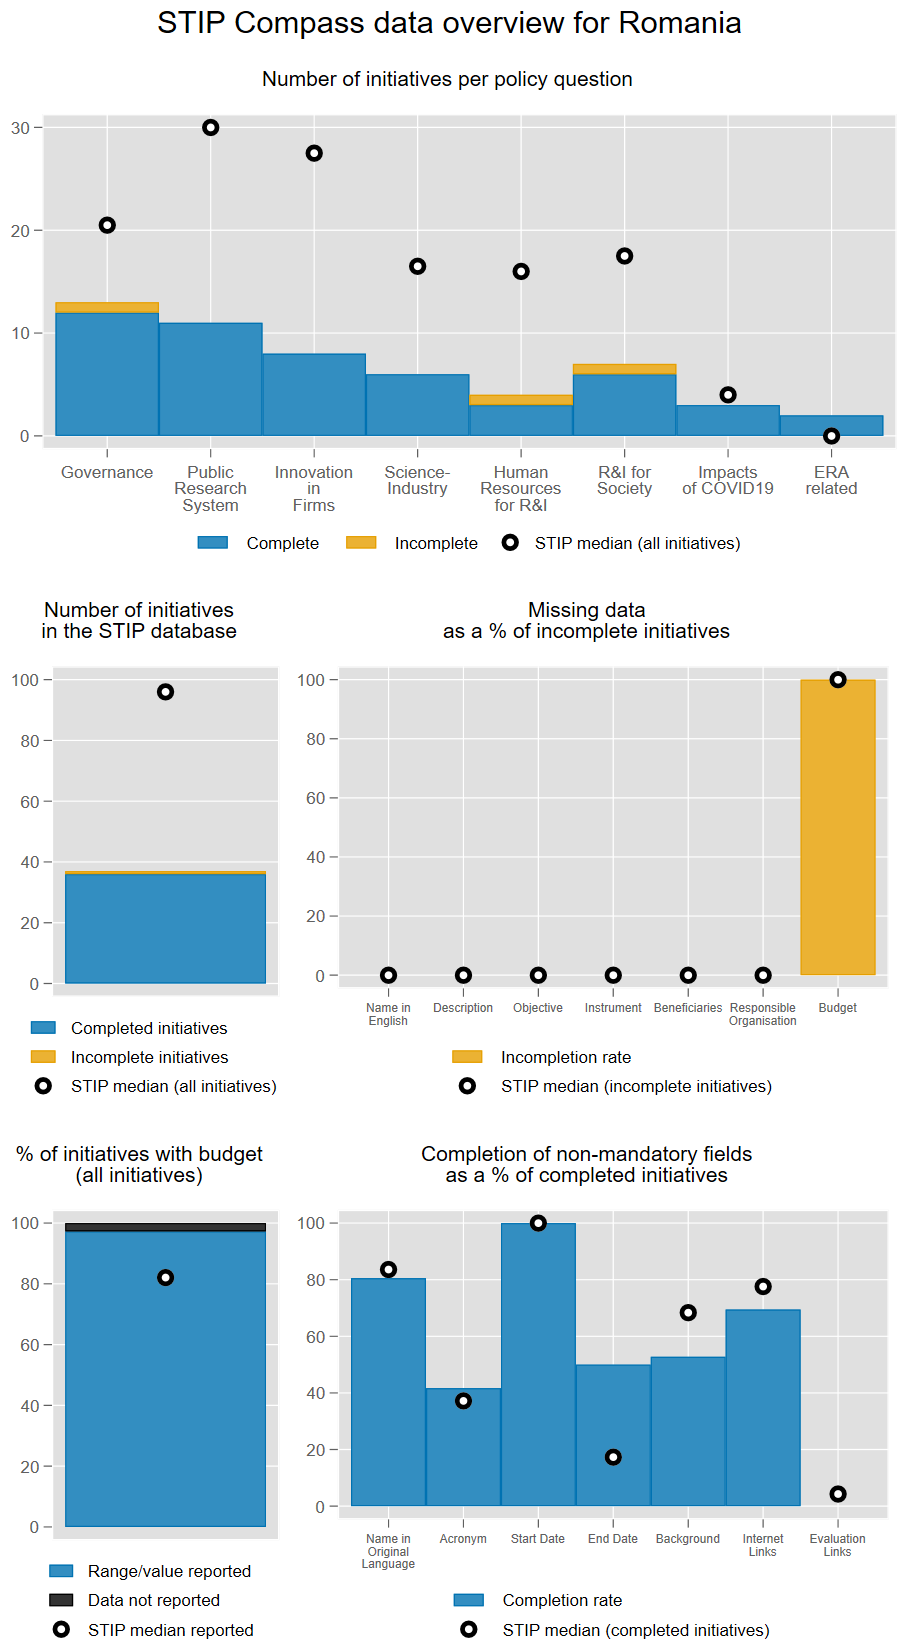 STIP Compass data overview for Romania
Number of initiatives per policy question
30
20
10
0
Governance
Public
Research
System
Innovation
in
Firms
Science-
Industry
Human
Resources
for R&I
R&I for
Society
Impacts
of COVID19
ERA
related
Complete
Incomplete
STIP median (all initiatives)
Number of initiatives
in the STIP database
100
80
60
40
20
0
Completed initiatives
Incomplete initiatives
STIP median (all initiatives)
Missing data
as a % of incomplete initiatives
100
80
60
40
20
0
Name in
English
Description
Objective
Instrument
Beneficiaries
Responsible
Organisation
Budget
Incompletion rate
STIP median (incomplete initiatives)
% of initiatives with budget
(all initiatives)
100
80
60
40
20
0
Range/value reported
Data not reported
STIP median reported
Completion of non-mandatory fields
as a % of completed initiatives
100
80
60
40
20
0
Name in
Original
Language
Acronym
Start Date
End Date
Background
Internet
Links
Evaluation
Links
Completion rate
STIP median (completed initiatives)